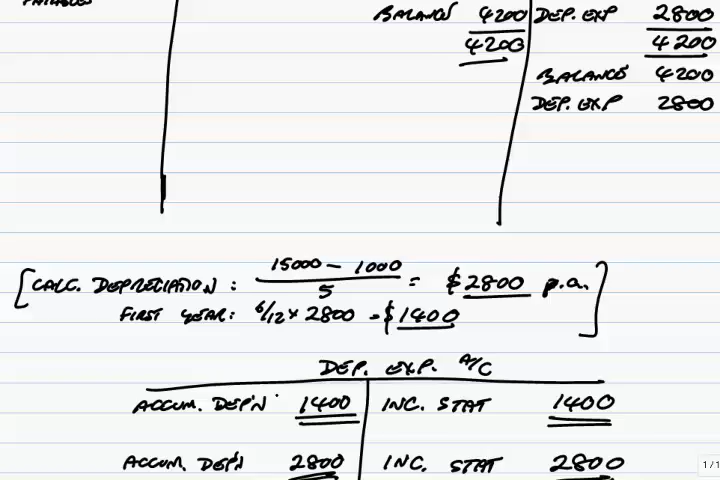 BALANCE 4200 DEP. EXP 2800
4200 4200
BALANCE 4200
DEP. EXP 2800
[CALC. DEPRECIATION: 15000 - 1000 / 5 = $2800 p.a.]
FIRST YEAR: 6/12 x 2800 = $1400
DEP. EXP. A/C
ACCUM. DEP'N 1400 INC. STAT 1400
ACCUM. DEP'N 2800 INC. STAT 2800
1/1